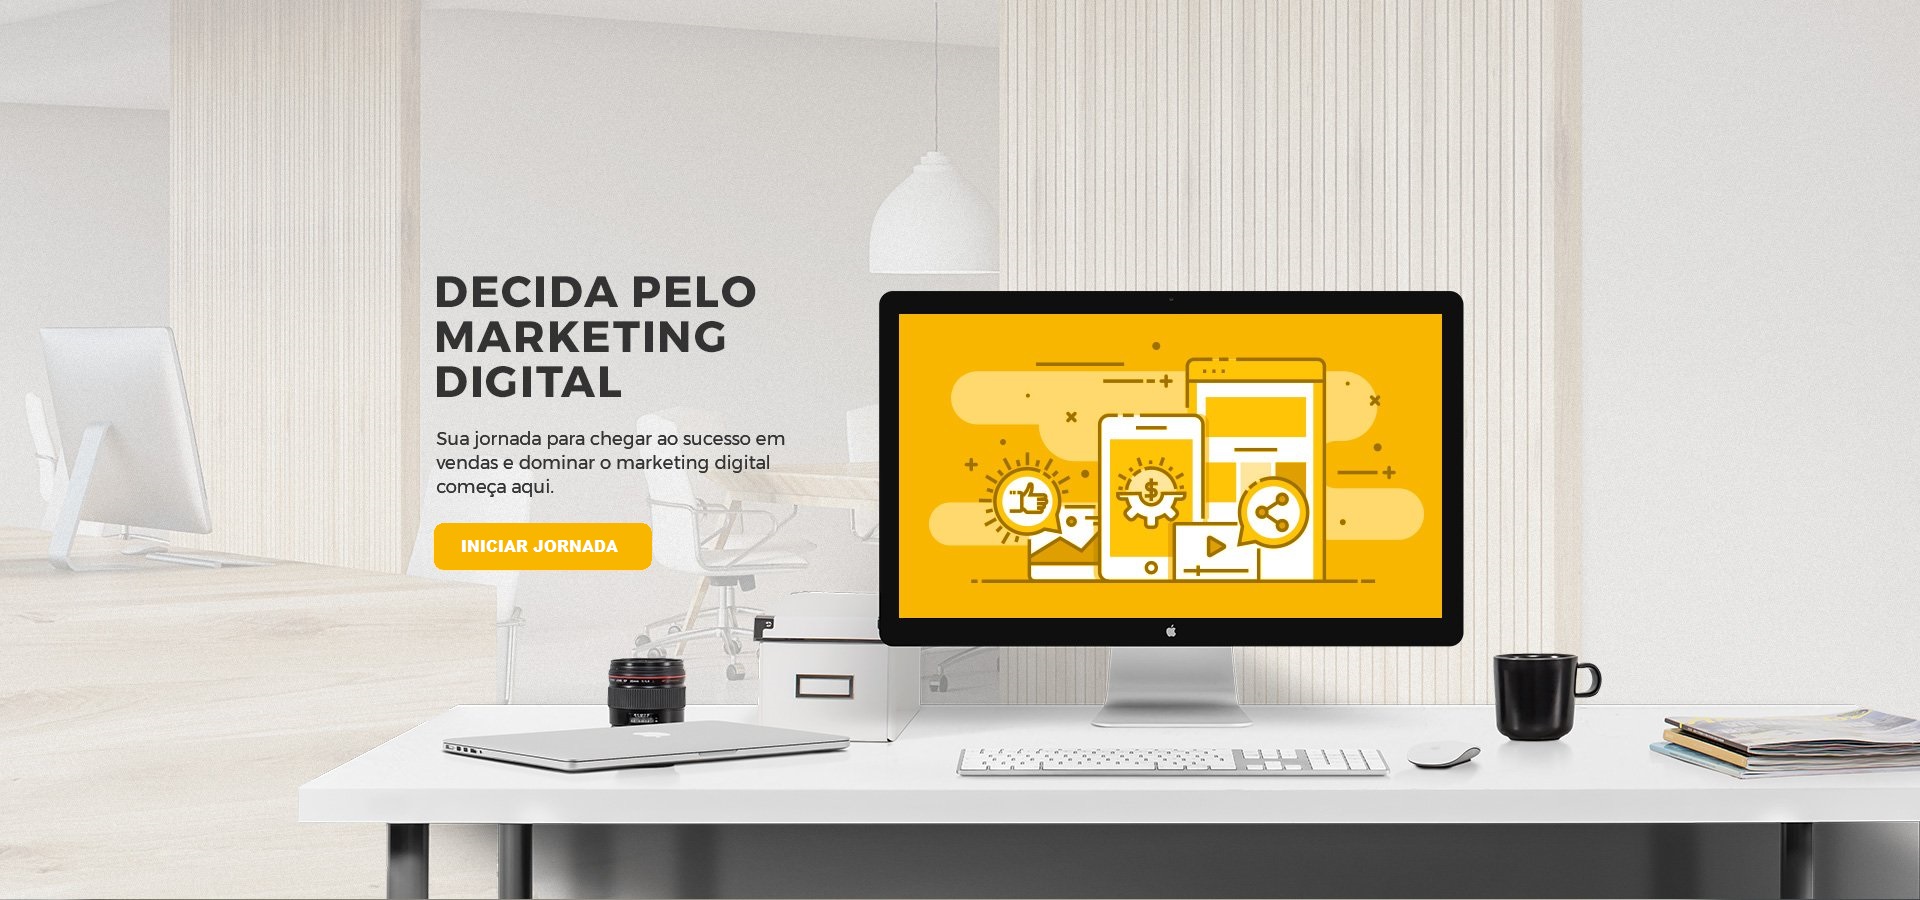 DECIDA PELO
MARKETING
DIGITAL
Sua jornada para chegar ao sucesso em
vendas e dominar o marketing digital
começa aqui.
INICIAR JORNADA
$